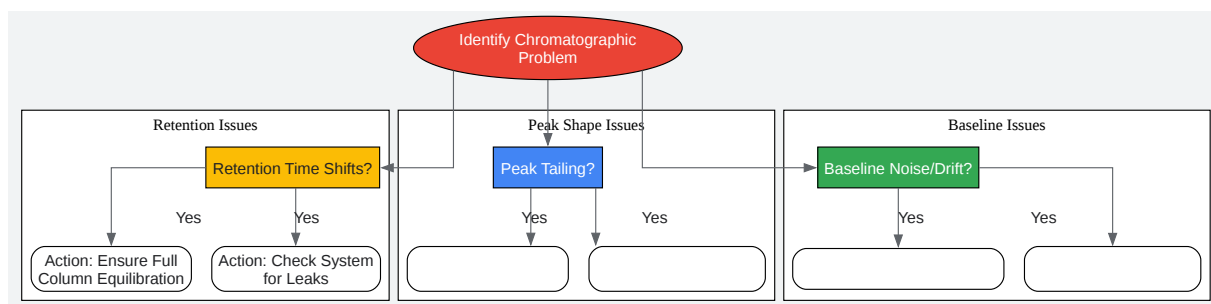 Identify Chromatographic
Problem
Retention Issues
Peak Shape Issues
Baseline Issues
Retention Time Shifts?
Peak Tailing?
Baseline Noise/Drift?
Yes
Yes
Yes
Yes
Yes
Yes
Action: Ensure Full
Column Equilibration
Action: Check System
for Leaks